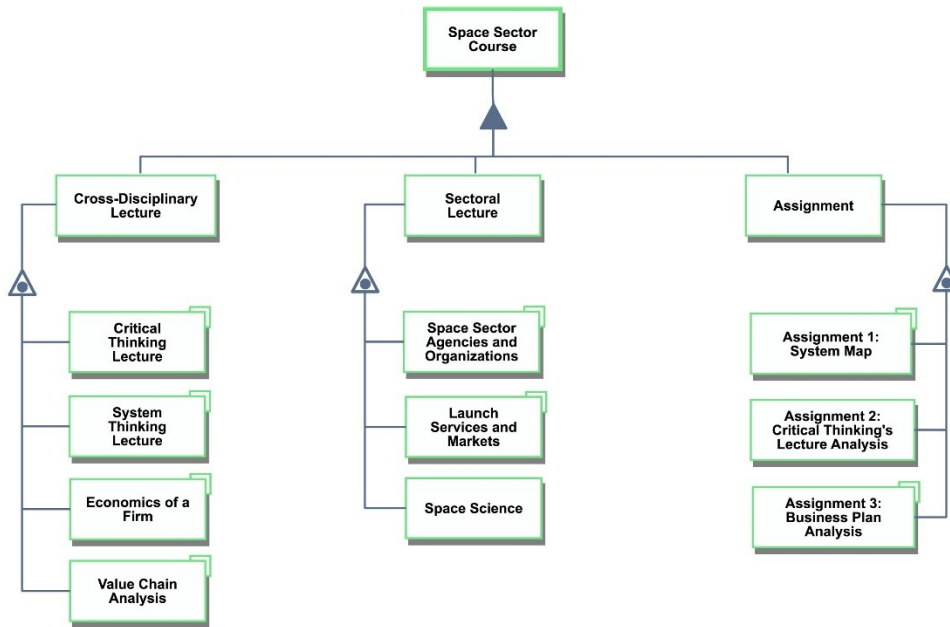 Space Sector
Course
Cross-Disciplinary
Lecture
Sectoral
Lecture
Assignment
Critical
Thinking
Lecture
System
Thinking
Lecture
Economics of a
Firm
Value Chain
Analysis
Space Sector
Agencies and
Organizations
Launch
Services and
Markets
Space Science
Assignment 1:
System Map
Assignment 2:
Critical Thinking's
Lecture Analysis
Assignment 3:
Business Plan
Analysis